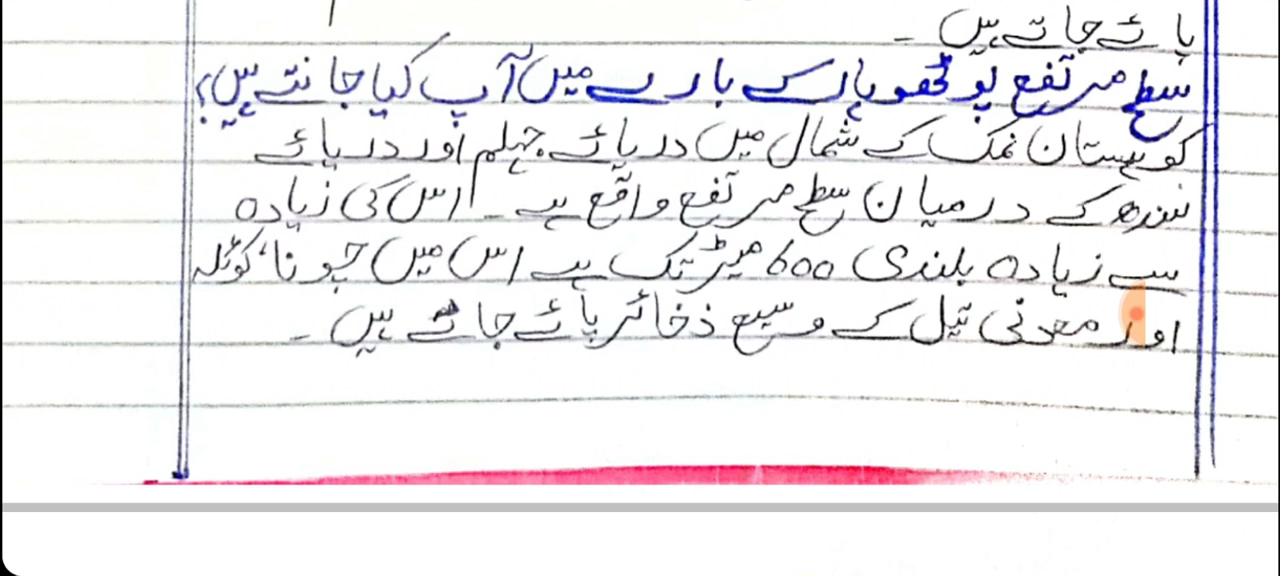 پائے جاتے ہیں ۔
سطح مرتفع پوٹھوہار کے بارے میں آپ کیا جانتے ہیں؟
کوہستان نمک کے شمال میں دریائے جہلم اور دریائے
سندھ کے درمیان سطح مرتفع واقع ہے ۔ اس کی زیادہ
سے زیادہ بلندی 600 میٹر تک ہے اس میں چونا، کوئلہ
اور معدنی تیل کے وسیع ذخائر پائے جاتے ہیں ۔